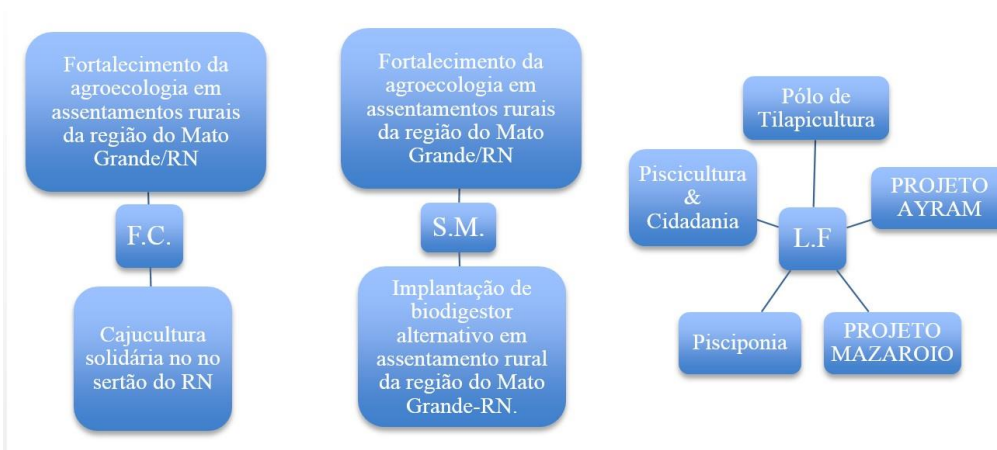 Fortalecimento da
agroecologia em
assentamentos rurais
da região do Mato
Grande/RN
F.C.
Cajucultura
solidária no no
sertão do RN
Fortalecimento da
agroecologia em
assentamentos rurais
da região do Mato
Grande/RN
S.M.
Implantação de
biodigestor
alternativo em
assentamento rural
da região do Mato
Grande-RN.
Pólo de
Tilapicultura
Piscicultura
&
Cidadania
PROJETO
AYRAM
L.F
Pisciponia
PROJETO
MAZAROIO